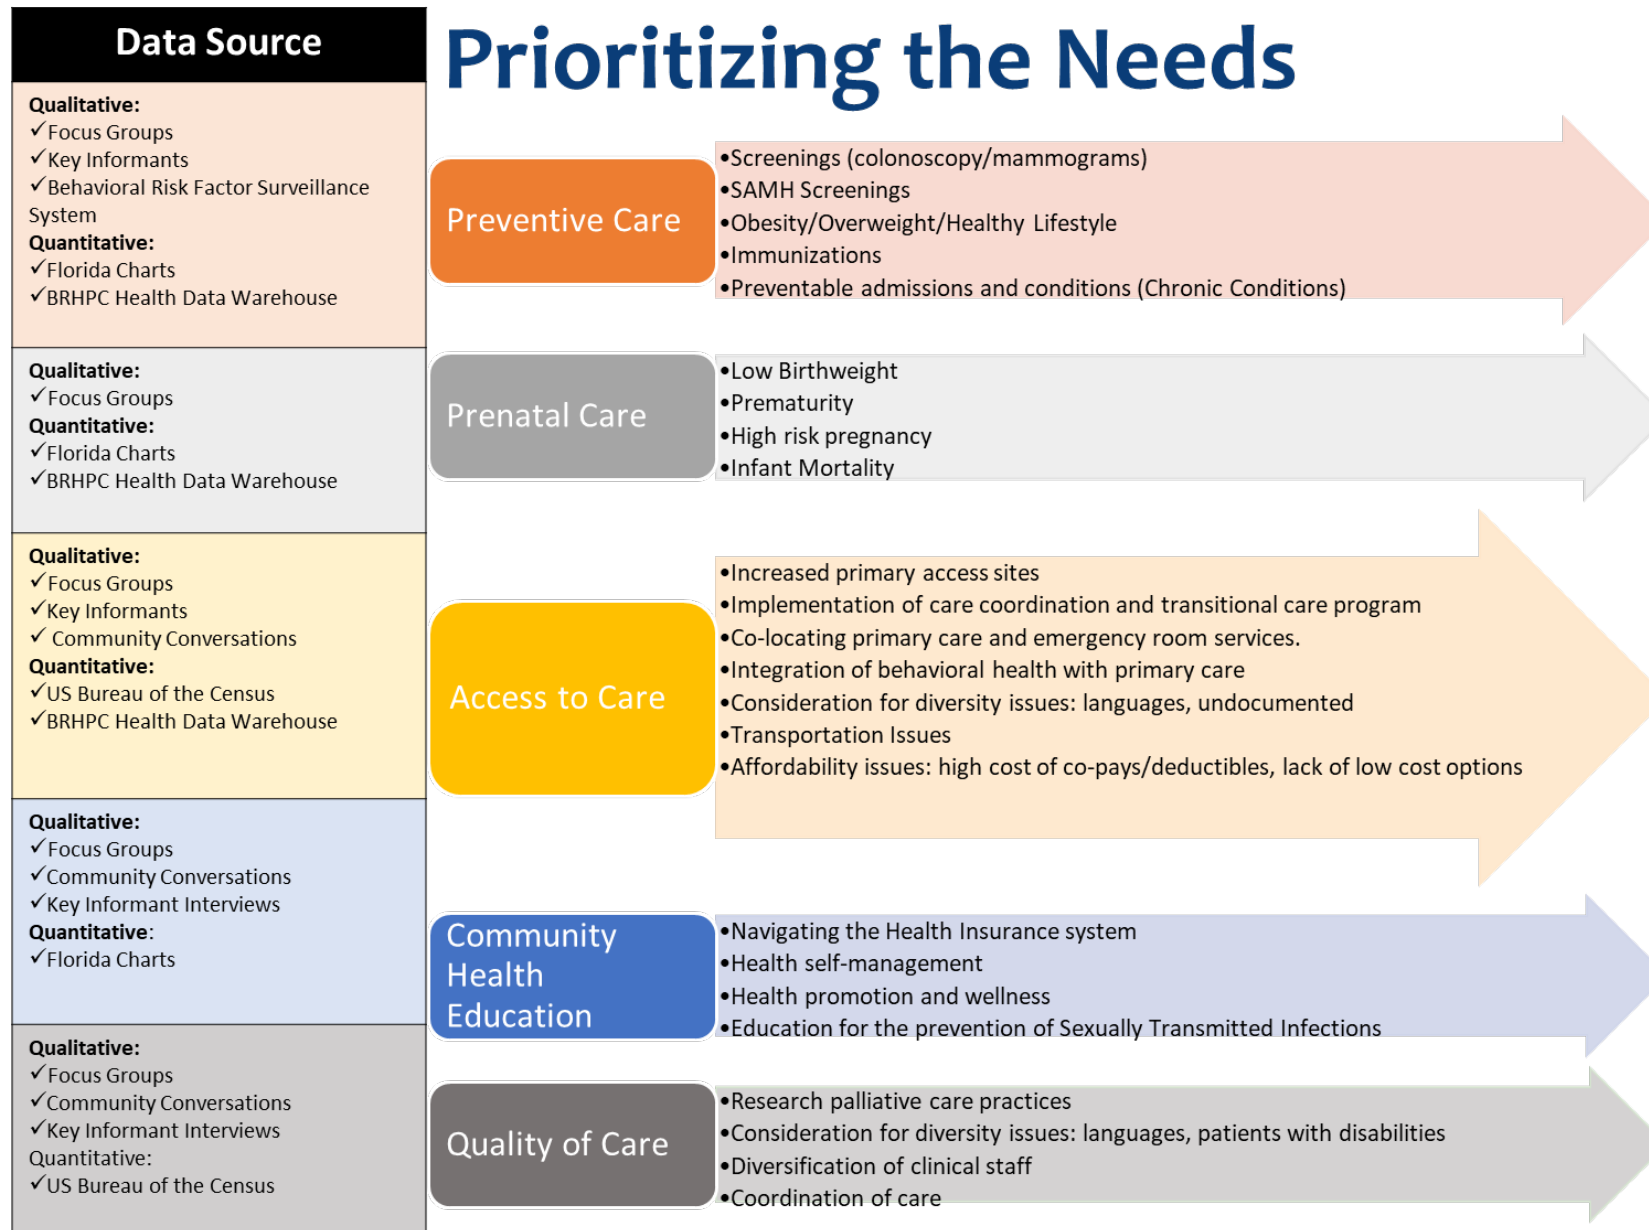 Data Source
Prioritizing the Needs
Qualitative:
✓Focus Groups
✓Key Informants
✓Behavioral Risk Factor Surveillance
System
Quantitative:
✓Florida Charts
✓BRHPC Health Data Warehouse
Preventive Care
•Screenings (colonoscopy/mammograms)
•SAMH Screenings
•Obesity/Overweight/Healthy Lifestyle
•Immunizations
•Preventable admissions and conditions (Chronic Conditions)
Qualitative:
✓Focus Groups
Quantitative:
✓Florida Charts
✓BRHPC Health Data Warehouse
Prenatal Care
•Low Birthweight
•Prematurity
•High risk pregnancy
•Infant Mortality
Qualitative:
✓Focus Groups
✓Key Informants
✓ Community Conversations
Quantitative:
✓US Bureau of the Census
✓BRHPC Health Data Warehouse
Access to Care
•Increased primary access sites
•Implementation of care coordination and transitional care program
•Co-locating primary care and emergency room services.
•Integration of behavioral health with primary care
•Consideration for diversity issues: languages, undocumented
•Transportation Issues
•Affordability issues: high cost of co-pays/deductibles, lack of low cost options
Qualitative:
✓Focus Groups
✓Community Conversations
✓Key Informant Interviews
Quantitative:
✓Florida Charts
Community
Health
Education
•Navigating the Health Insurance system
•Health self-management
•Health promotion and wellness
•Education for the prevention of Sexually Transmitted Infections
Qualitative:
✓Focus Groups
✓Community Conversations
✓Key Informant Interviews
Quantitative:
✓US Bureau of the Census
Quality of Care
•Research palliative care practices
•Consideration for diversity issues: languages, patients with disabilities
•Diversification of clinical staff
•Coordination of care